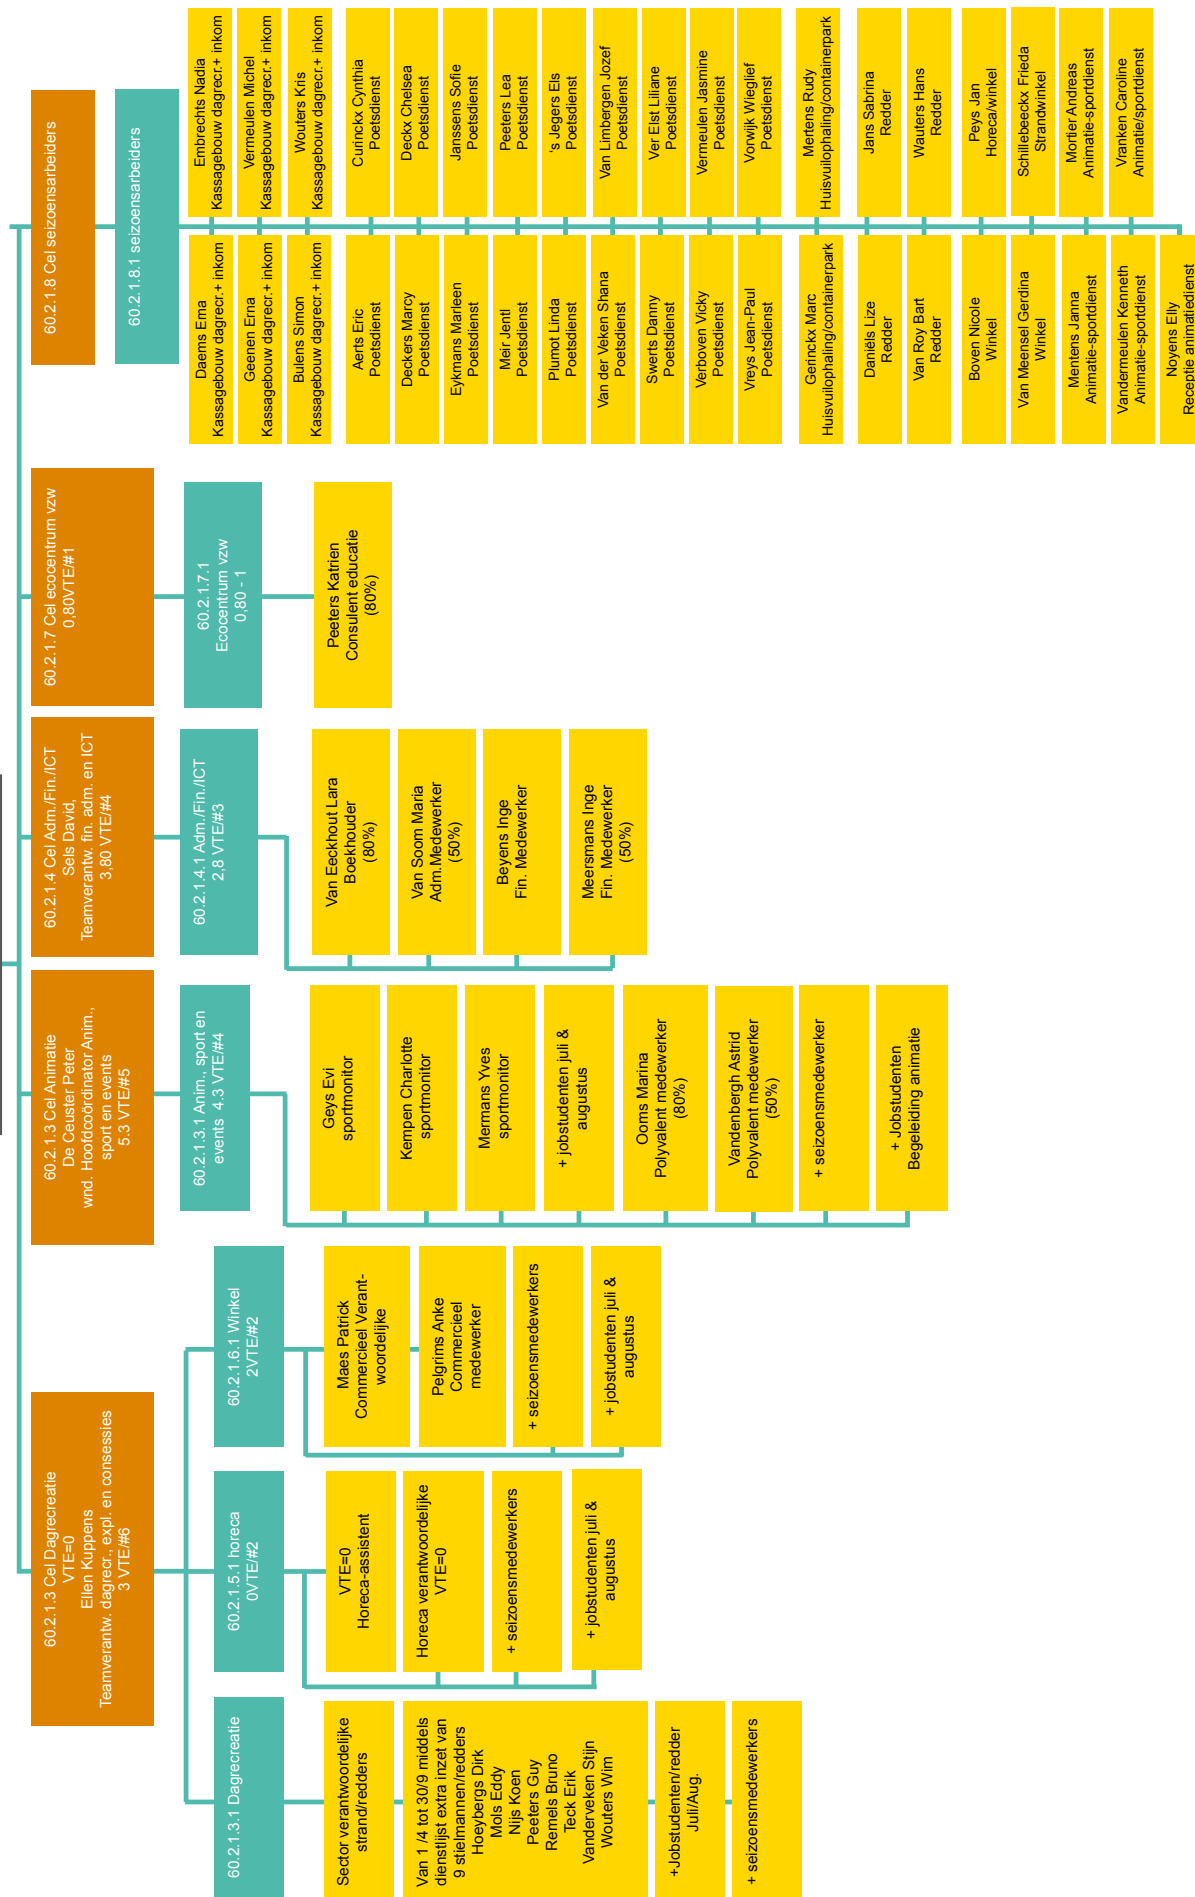 60.2.1.3 Cel Dagrecreatie
VTE=0
Ellen Kuppens
Teamverantw. dagrecr., expl. en consessies
3 VTE/#6
60.2.1.3.1 Dagrecreatie
Sector verantwoordelijke
strand/redders
Van 1 /4 tot 30/9 middels
dienstlijst extra inzet van
9 stielmannen/redders
Hoeybergs Dirk
Mols Eddy
Nijs Koen
Peeters Guy
Remels Bruno
Teck Erik
Vanderveken Stijn
Wouters Wim
+Jobstudenten/redder
Juli/Aug.
+ seizoensmedewerkers
60.2.1.5.1 horeca
0VTE/#2
VTE=0
Horeca-assistent
Horeca verantwoordelijke
VTE=0
+ seizoensmedewerkers
+ jobstudenten juli &
augustus
60.2.1.6.1 Winkel
2VTE/#2
Maes Patrick
Commercieel Verant-
woordelijke
Pelgrims Anke
Commercieel
medewerker
+ seizoensmedewerkers
+ jobstudenten juli &
augustus
60.2.1.3 Cel Animatie
De Ceuster Peter
wnd. Hoofdcoördinator Anim.,
sport en events
5.3 VTE/#5
60.2.1.3.1 Anim., sport en
events 4.3 VTE/#4
Geys Evi
sportmonitor
Kempen Charlotte
sportmonitor
Mermans Yves
sportmonitor
+ jobstudenten juli &
augustus
Ooms Marina
Polyvalent medewerker
(80%)
Vandenbergh Astrid
Polyvalent medewerker
(50%)
+ seizoensmedewerker
+ Jobstudenten
Begeleiding animatie
60.2.1.4 Cel Adm./Fin./ICT
Sels David,
Teamverantw. fin. adm. en ICT
3,80 VTE/#4
60.2.1.4.1 Adm./Fin./ICT
2,8 VTE/#3
Van Eeckhout Lara
Boekhouder
(80%)
Van Soom Maria
Adm.Medewerker
(50%)
Beyens Inge
Fin. Medewerker
Meersmans Inge
Fin. Medewerker
(50%)
60.2.1.7 Cel ecocentrum vzw
0,80VTE/#1
60.2.1.7.1
Ecocentrum vzw
0,80 - 1
Peeters Katrien
Consulent educatie
(80%)
60.2.1.8 Cel seizoensarbeiders
60.2.1.8.1 seizoensarbeiders
Daems Erna
Kassagebouw dagrecr.+ inkom
Embrechts Nadia
Kassagebouw dagrecr.+ inkom
Geenen Erna
Kassagebouw dagrecr.+ inkom
Vermeulen Michel
Kassagebouw dagrecr.+ inkom
Bulens Simon
Kassagebouw dagrecr.+ inkom
Wouters Kris
Kassagebouw dagrecr.+ inkom
Aerts Eric
Poetsdienst
Curinckx Cynthia
Poetsdienst
Deckers Marcy
Poetsdienst
Deckx Chelsea
Poetsdienst
Eykmans Marleen
Poetsdienst
Janssens Sofie
Poetsdienst
Meir Jentl
Poetsdienst
Peeters Lea
Poetsdienst
Plumot Linda
Poetsdienst
's Jegers Els
Poetsdienst
Van der Veken Shana
Poetsdienst
Van Limbergen Jozef
Poetsdienst
Swerts Danny
Poetsdienst
Ver Elst Liliane
Poetsdienst
Verboven Vicky
Poetsdienst
Vermeulen Jasmine
Poetsdienst
Vreys Jean-Paul
Poetsdienst
Vorwijk Wieglief
Poetsdienst
Gerinckx Marc
Huisvuilophaling/containerpark
Mertens Rudy
Huisvuilophaling/containerpark
Daniëls Lize
Redder
Jans Sabrina
Redder
Van Roy Bart
Redder
Wauters Hans
Redder
Boven Nicole
Winkel
Peys Jan
Horeca/winkel
Van Meensel Gerdina
Winkel
Schillebeeckx Frieda
Strandwinkel
Mentens Janna
Animatie-sportdienst
Mortier Andreas
Animatie-sportdienst
Vandermeulen Kenneth
Animatie-sportdienst
Vranken Caroline
Animatie/sportdienst
Noyens Elly
Receptie animatiedienst